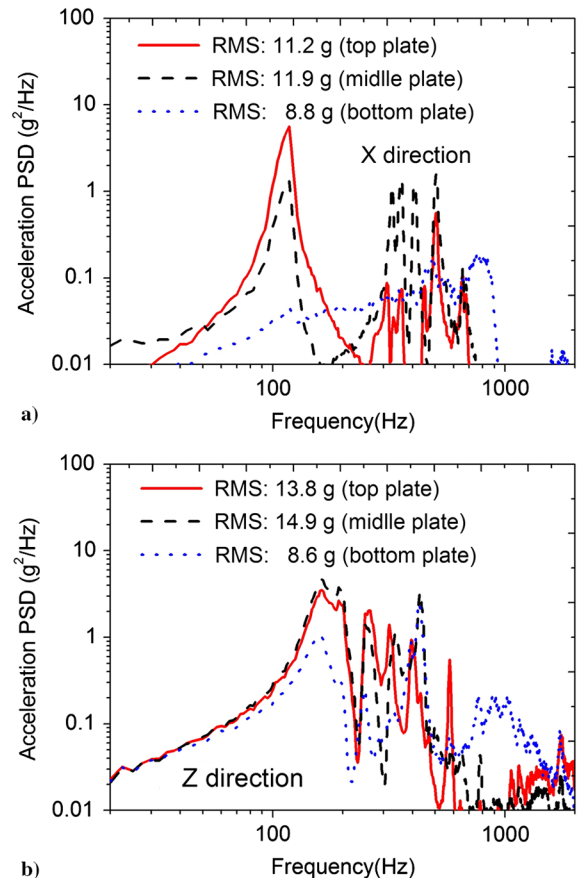 100
RMS: 11.2 g (top plate)
10
RMS: 11.9 g (midlle plate)
RMS: 8.8 g (bottom plate)
X direction
1
0.1
0.01
Acceleration PSD (g²/Hz)
100 1000
a)
Frequency(Hz)
100
RMS: 13.8 g (top plate)
RMS: 14.9 g (midlle plate)
10
RMS: 8.6 g (bottom plate)
1
0.1
Z direction
0.01
Acceleration PSD (g²/Hz)
100 1000
b)
Frequency(Hz)